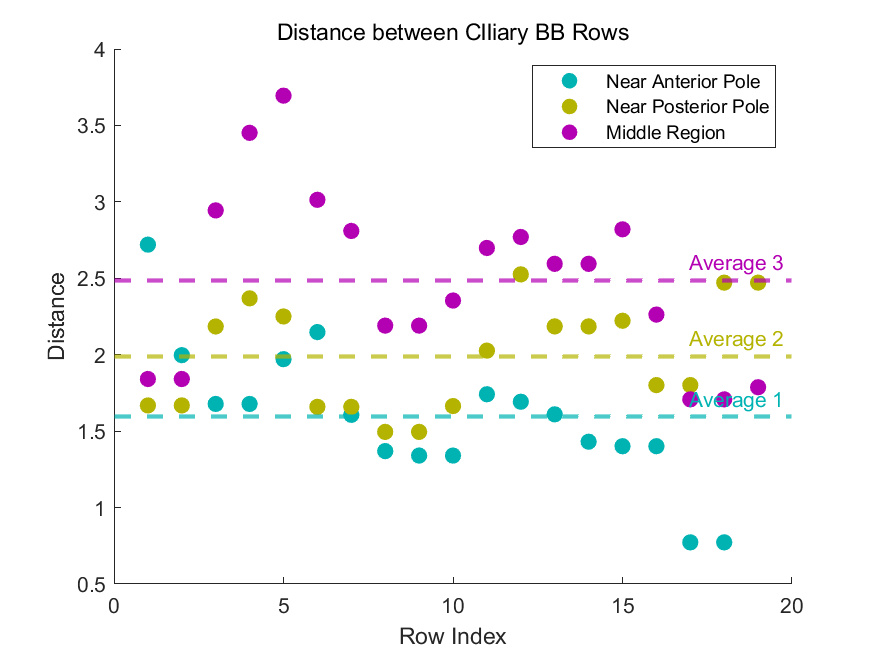 Distance between CIliary BB Rows
4
3.5
3
2.5
2
1.5
1
0.5
Distance
Near Anterior Pole
Near Posterior Pole
Middle Region
Average 3
Average 2
Average 1
0
5
10
15
20
Row Index